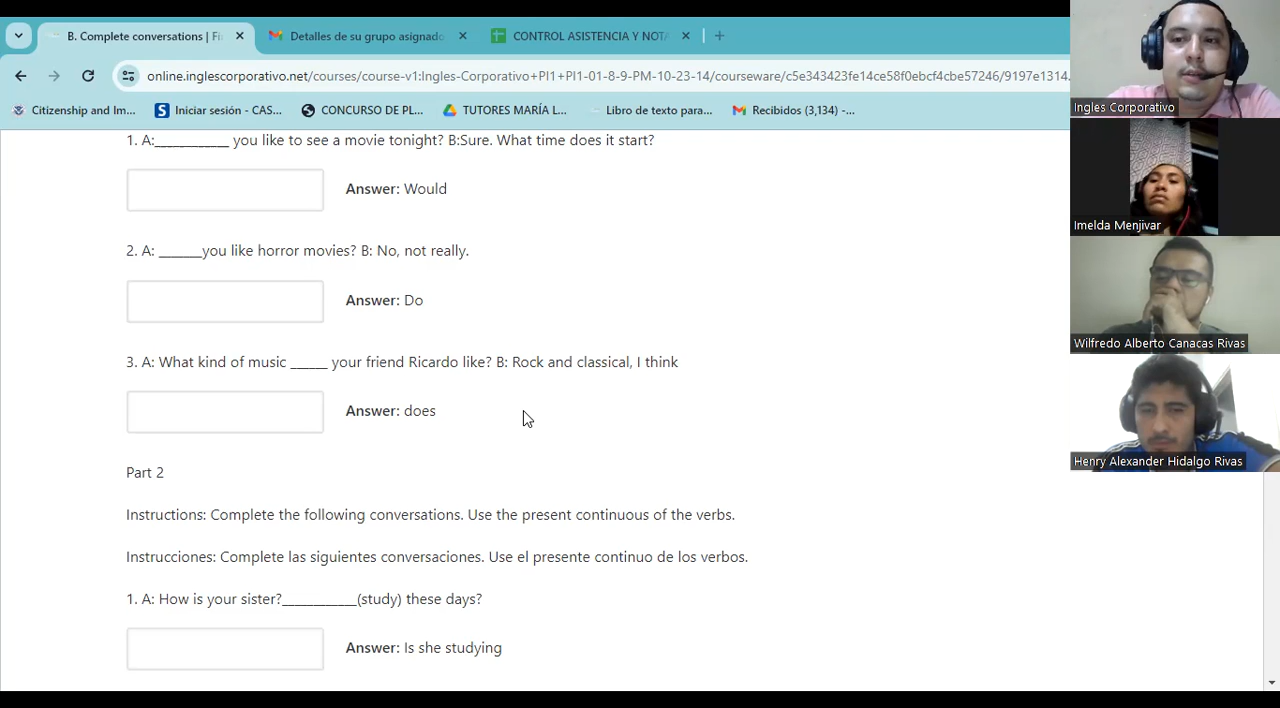 B. Complete conversations | Fi
Detalles de su grupo asignado
CONTROL ASISTENCIA Y NOTA
online.inglescorporativo.net/courses/course-v1:Ingles-Corporativo+PI1+PI1-01-8-9-PM-10-23-14/courseware/c5e343423fe14ce58f0ebcf4cbe57246/9197e1314.
Citizenship and Im...
Iniciar sesión - CAS...
CONCURSO DE PL...
TUTORES MARÍA L...
Libro de texto para...
Recibidos (3,134) -...
1. A:____________ you like to see a movie tonight? B:Sure. What time does it start?
Answer: Would
2. A: _______you like horror movies? B: No, not really.
Answer: Do
3. A: What kind of music ______ your friend Ricardo like? B: Rock and classical, I think
Answer: does
Part 2
Instructions: Complete the following conversations. Use the present continuous of the verbs.
Instrucciones: Complete las siguientes conversaciones. Use el presente continuo de los verbos.
1. A: How is your sister?____________(study) these days?
Answer: Is she studying
Ingles Corporativo
Imelda Menjivar
Wilfredo Alberto Canacas Rivas
Henry Alexander Hidalgo Rivas